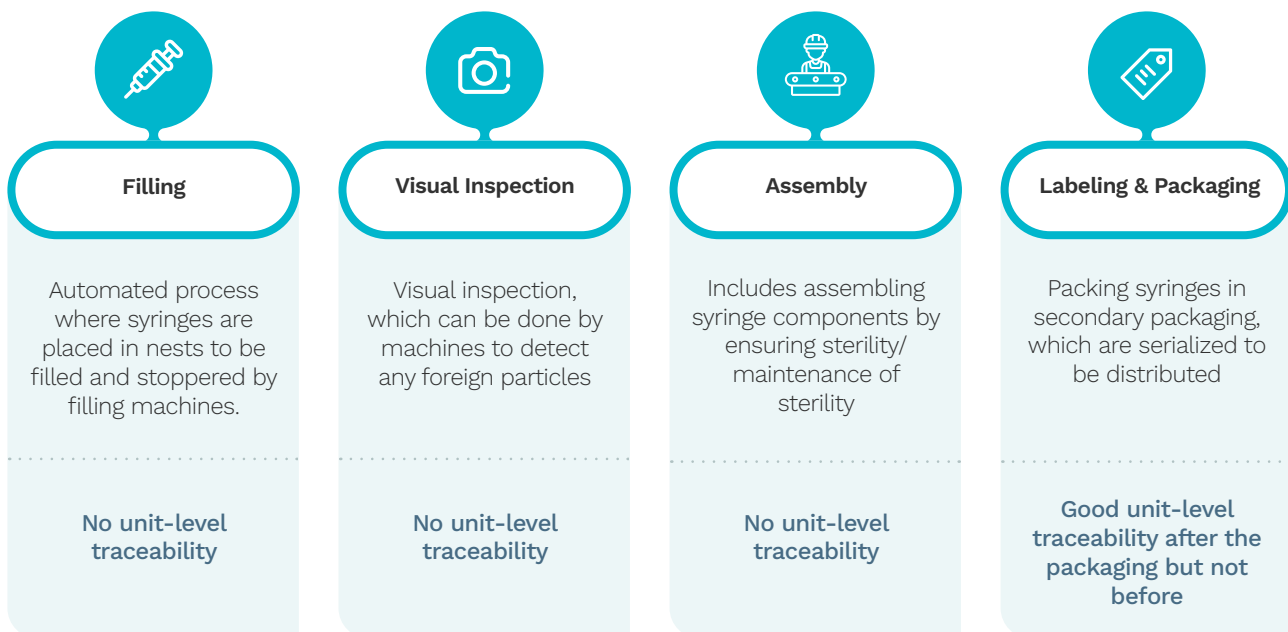 Filling
Automated process
where syringes are
placed in nests to be
filled and stoppered by
filling machines.
No unit-level
traceability
Visual Inspection
Visual inspection,
which can be done by
machines to detect
any foreign particles
No unit-level
traceability
Assembly
Includes assembling
syringe components by
ensuring sterility/
maintenance of
sterility
No unit-level
traceability
Labeling & Packaging
Packing syringes in
secondary packaging,
which are serialized to
be distributed
Good unit-level
traceability after the
packaging but not
before